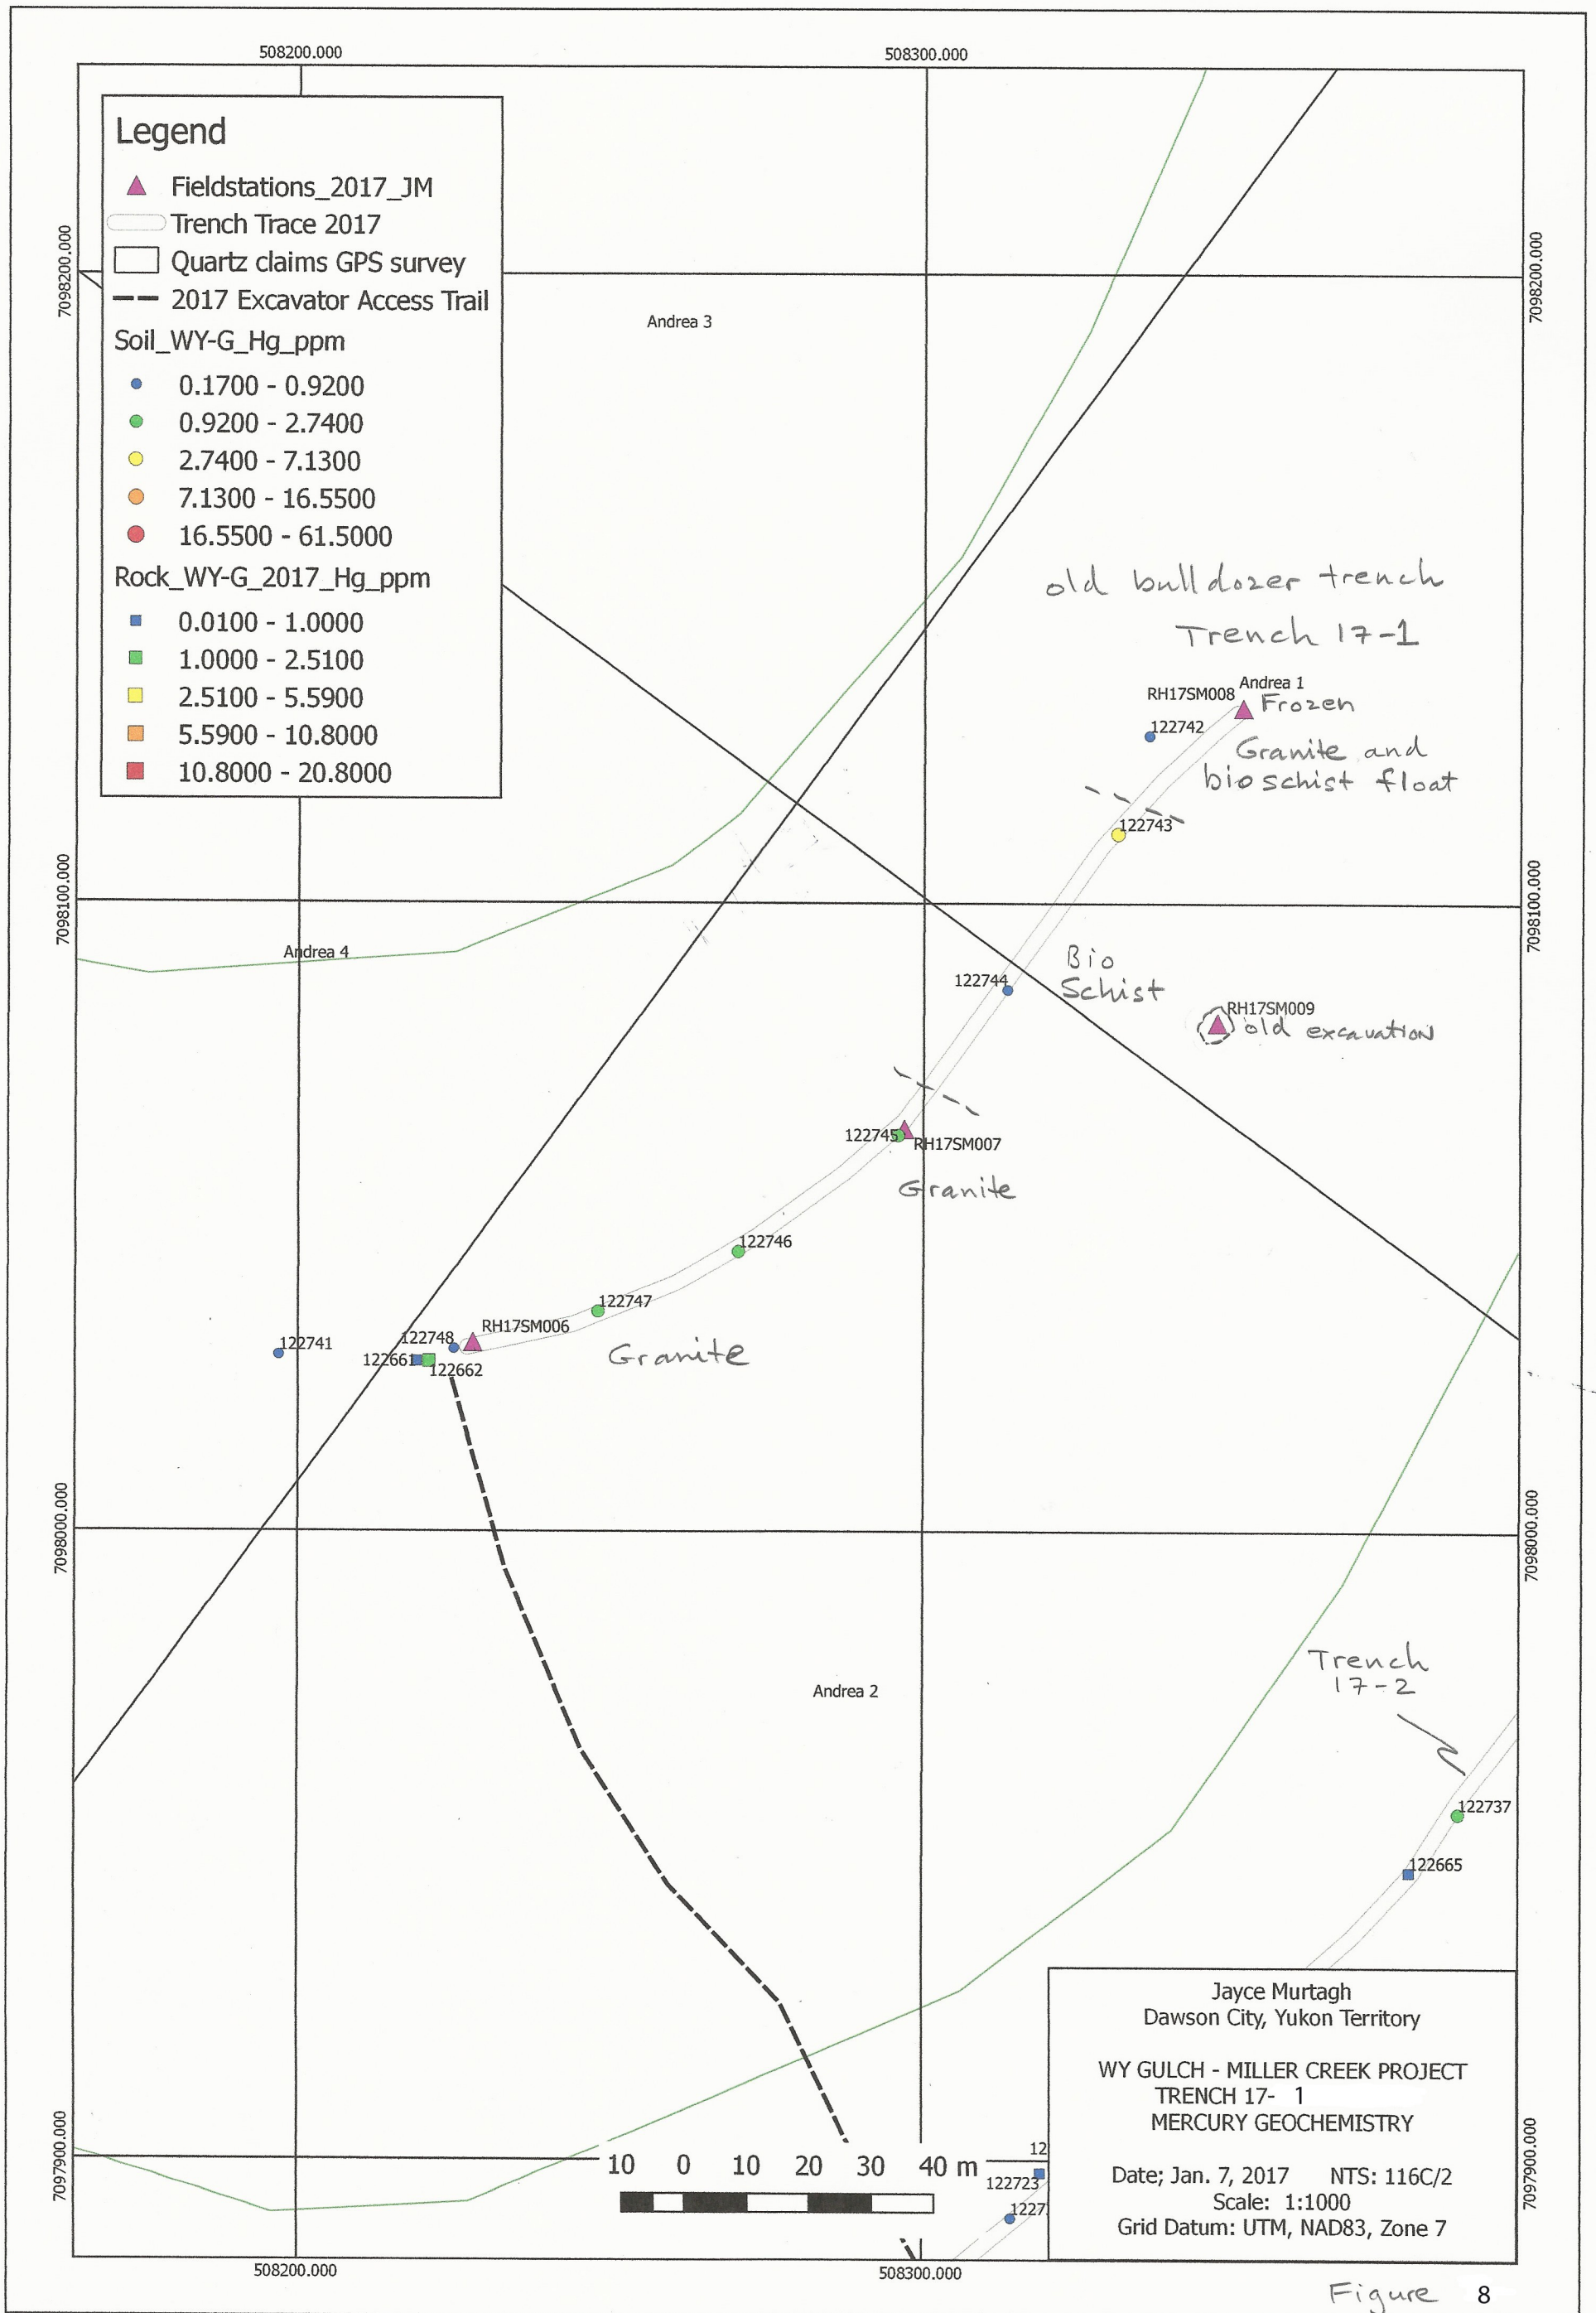 508200.000
508300.000
Legend
Fieldstations_2017_JM
Trench Trace 2017
Quartz claims GPS survey
2017 Excavator Access Trail
Soil_WY-G_Hg_ppm
0.1700 - 0.9200
0.9200 - 2.7400
2.7400 - 7.1300
7.1300 - 16.5500
16.5500 - 61.5000
Rock_WY-G_2017_Hg_ppm
0.0100 - 1.0000
1.0000 - 2.5100
2.5100 - 5.5900
5.5900 - 10.8000
10.8000 - 20.8000
7098200.000
7098200.000
Andrea 3
old bulldozer trench
Trench 17-1
Andrea 1
RH17SM008
Frozen
122742
Granite and
bio schist float
122743
7098100.000
7098100.000
Andrea 4
Bio
Schist
122744
RH17SM009
old excavation
122745
RH17SM007
Granite
122746
122747
RH17SM006
122748
122741
122661
122662
Granite
7098000.000
7098000.000
Trench
17-2
Andrea 2
122737
122665
Jayce Murtagh
Dawson City, Yukon Territory
WY GULCH - MILLER CREEK PROJECT
TRENCH 17- 1
MERCURY GEOCHEMISTRY
Date; Jan. 7, 2017 NTS: 116C/2
Scale: 1:1000
Grid Datum: UTM, NAD83, Zone 7
7097900.000
7097900.000
10 0 10 20 30 40 m
12
122723
1227
508200.000
508300.000
Figure 8